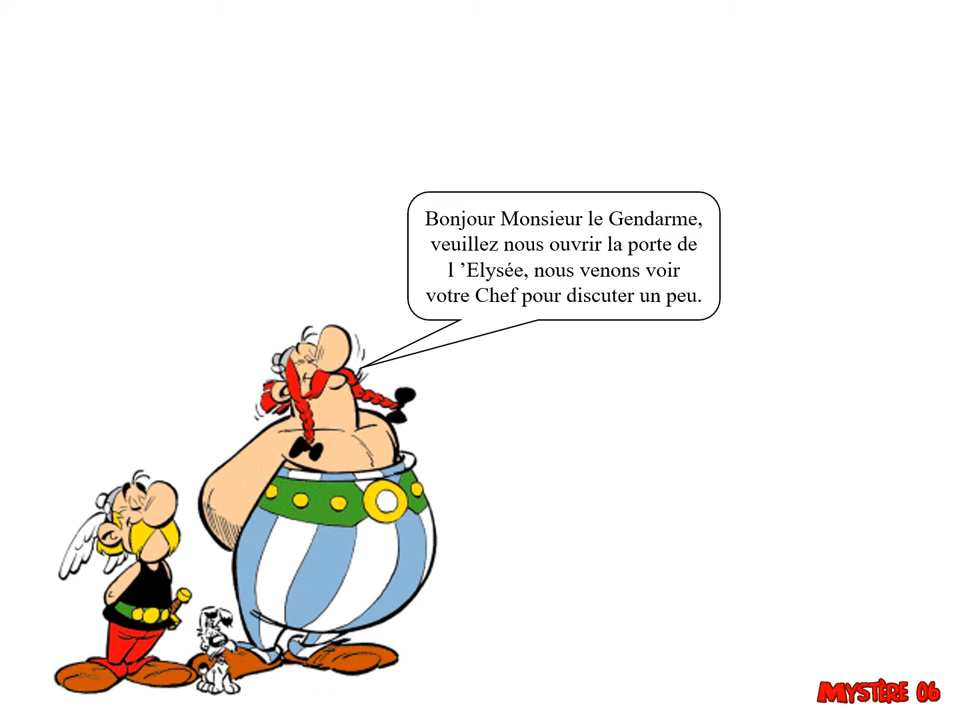 Bonjour Monsieur le Gendarme,
veuillez nous ouvrir la porte de
l ’Elysée, nous venons voir
votre Chef pour discuter un peu.
MYSTÈRE 06